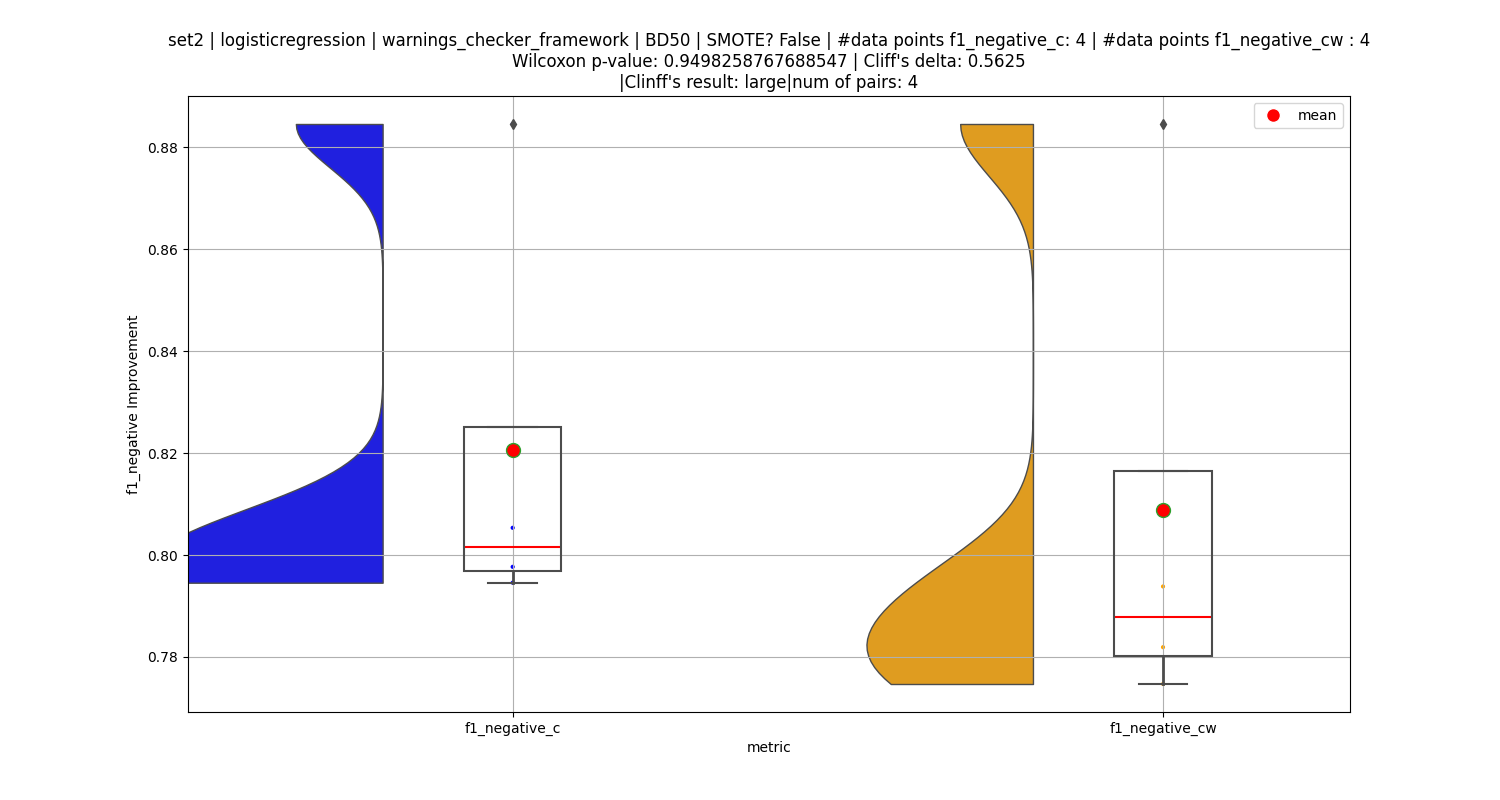 set2 | logisticregression | warnings_checker_framework | BD50 | SMOTE? False | #data points f1_negative_c: 4 | #data points f1_negative_cw : 4
Wilcoxon p-value: 0.9498258767688547 | Cliff's delta: 0.5625
|Clinff's result: large|num of pairs: 4
mean
0.88
0.86
0.84
0.82
0.80
0.78
f1_negative Improvement
f1_negative_c
f1_negative_cw
metric